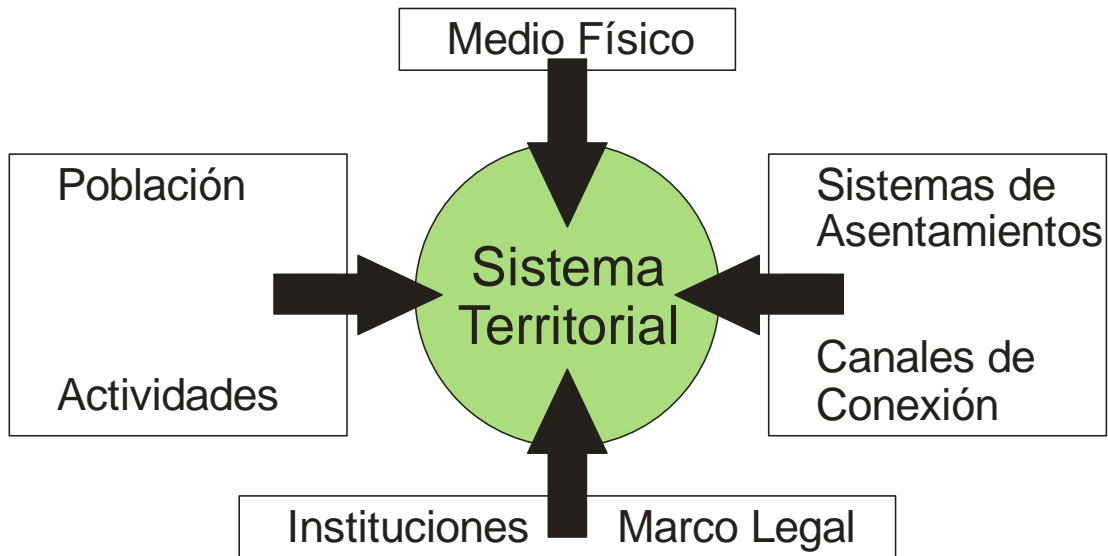 Medio Físico
Población
Actividades
Sistema
Territorial
Sistemas de
Asentamientos
Canales de
Conexión
Instituciones Marco Legal